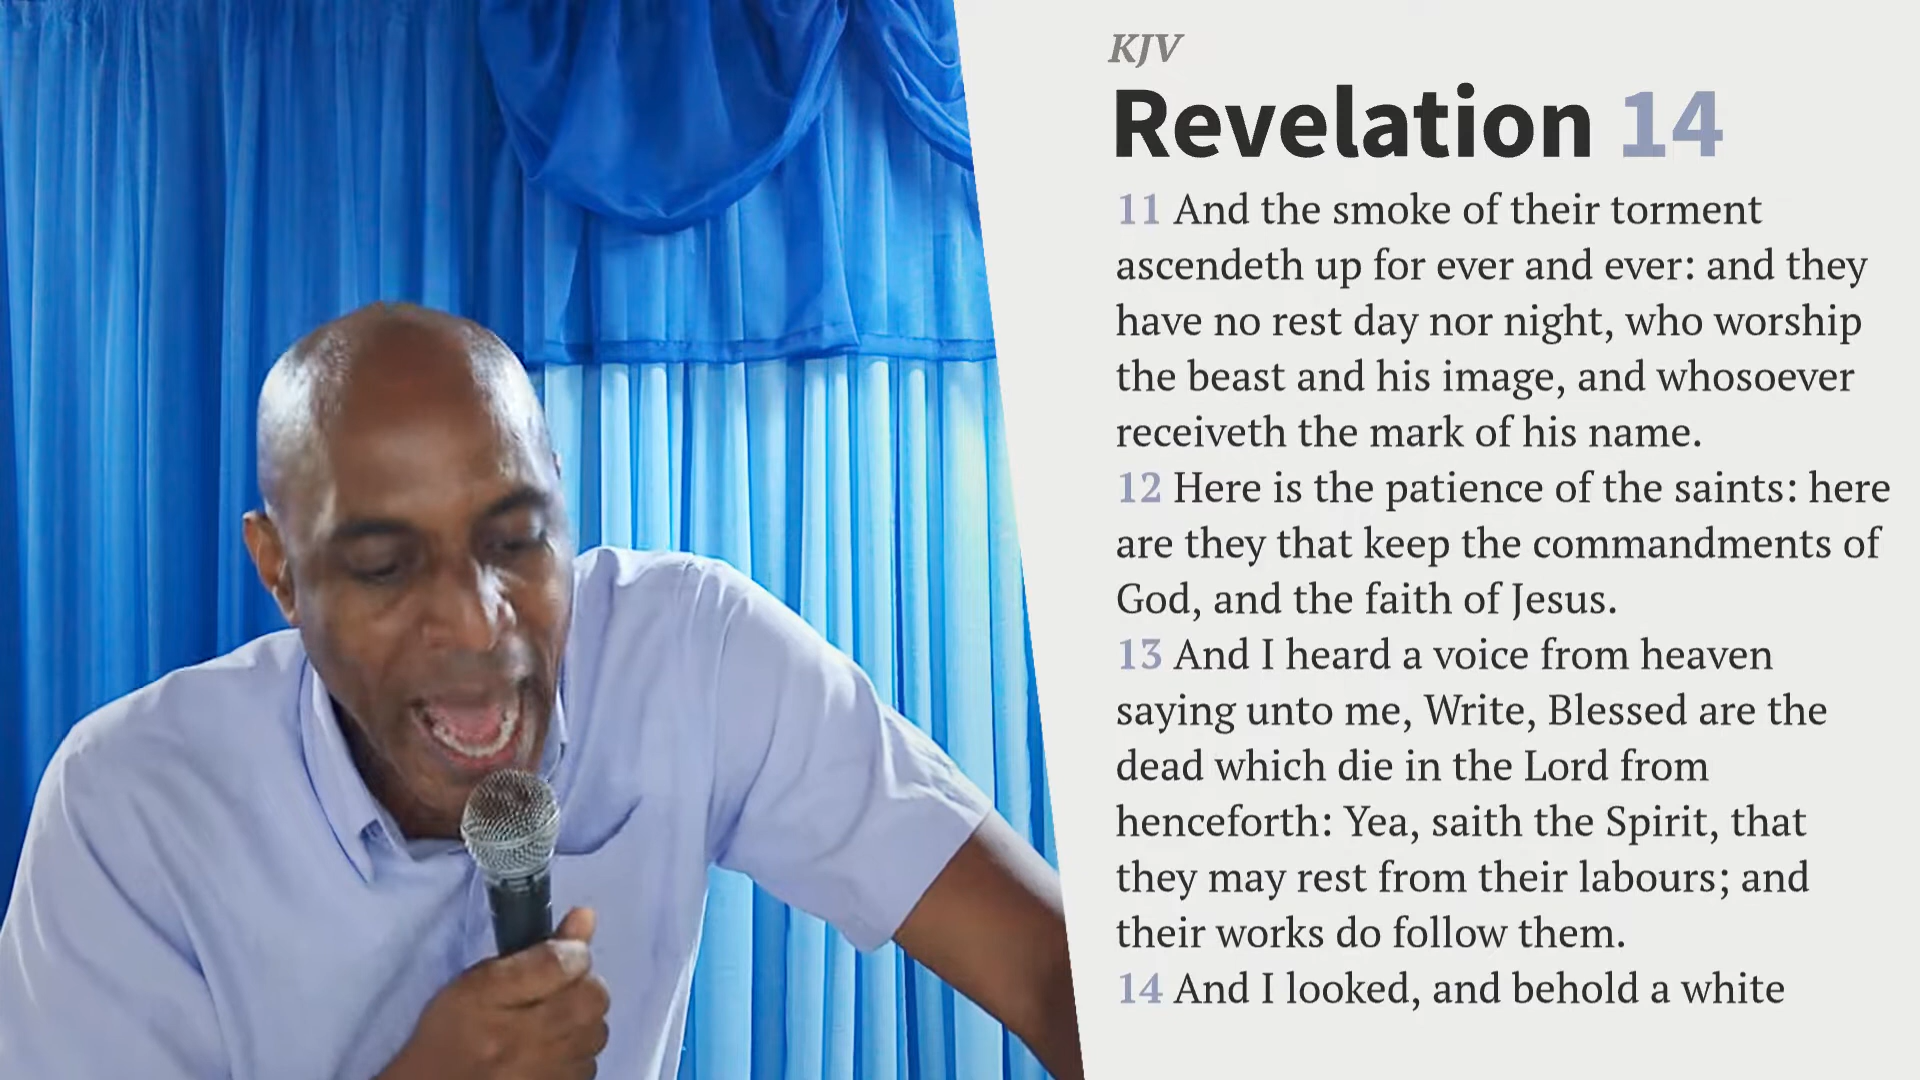 KJV
Revelation 14
11 And the smoke of their torment
ascendeth up for ever and ever: and they
have no rest day nor night, who worship
the beast and his image, and whosoever
receiveth the mark of his name.
12 Here is the patience of the saints: here
are they that keep the commandments of
God, and the faith of Jesus.
13 And I heard a voice from heaven
saying unto me, Write, Blessed are the
dead which die in the Lord from
henceforth: Yea, saith the Spirit, that
they may rest from their labours; and
their works do follow them.
14 And I looked, and behold a white